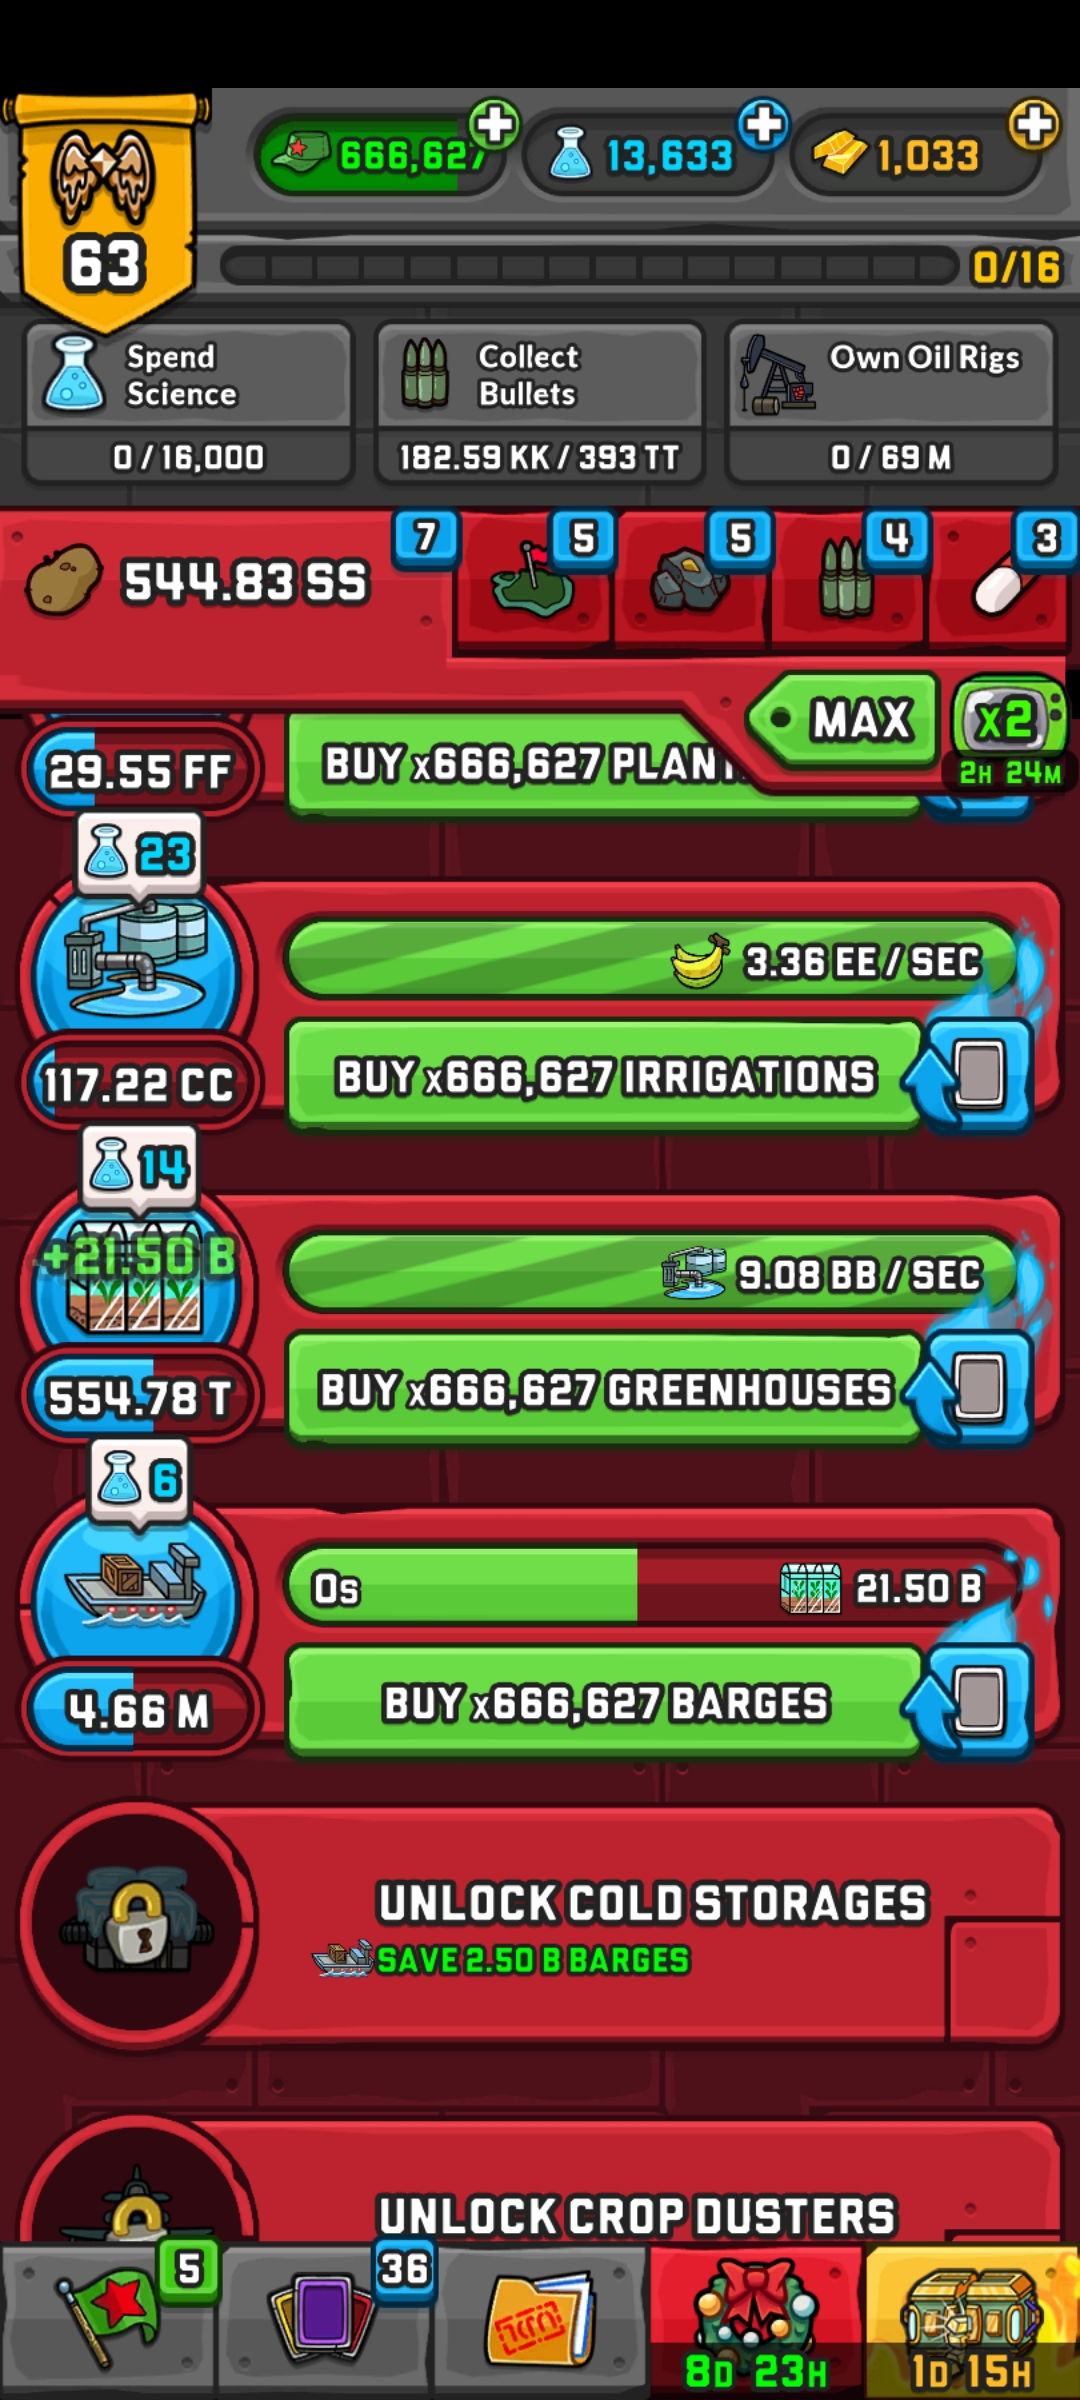 666,627
13,633
1,033
63
0/16
Spend
Science
0 / 16,000
Collect
Bullets
182.59 KK / 393 TT
Own Oil Rigs
0 / 69 M
544.83 SS
7
5
5
4
3
MAX
x2
2H 24M
29.55 FF
BUY x666,627 PLANT
23
3.36 EE / SEC
117.22 CC
BUY x666,627 IRRIGATIONS
14
+21.50 B
9.08 BB / SEC
554.78 T
BUY x666,627 GREENHOUSES
6
0s
21.50 B
4.66 M
BUY x666,627 BARGES
UNLOCK COLD STORAGES
SAVE 2.50 B BARGES
UNLOCK CROP DUSTERS
5
36
8D 23H
1D 15H